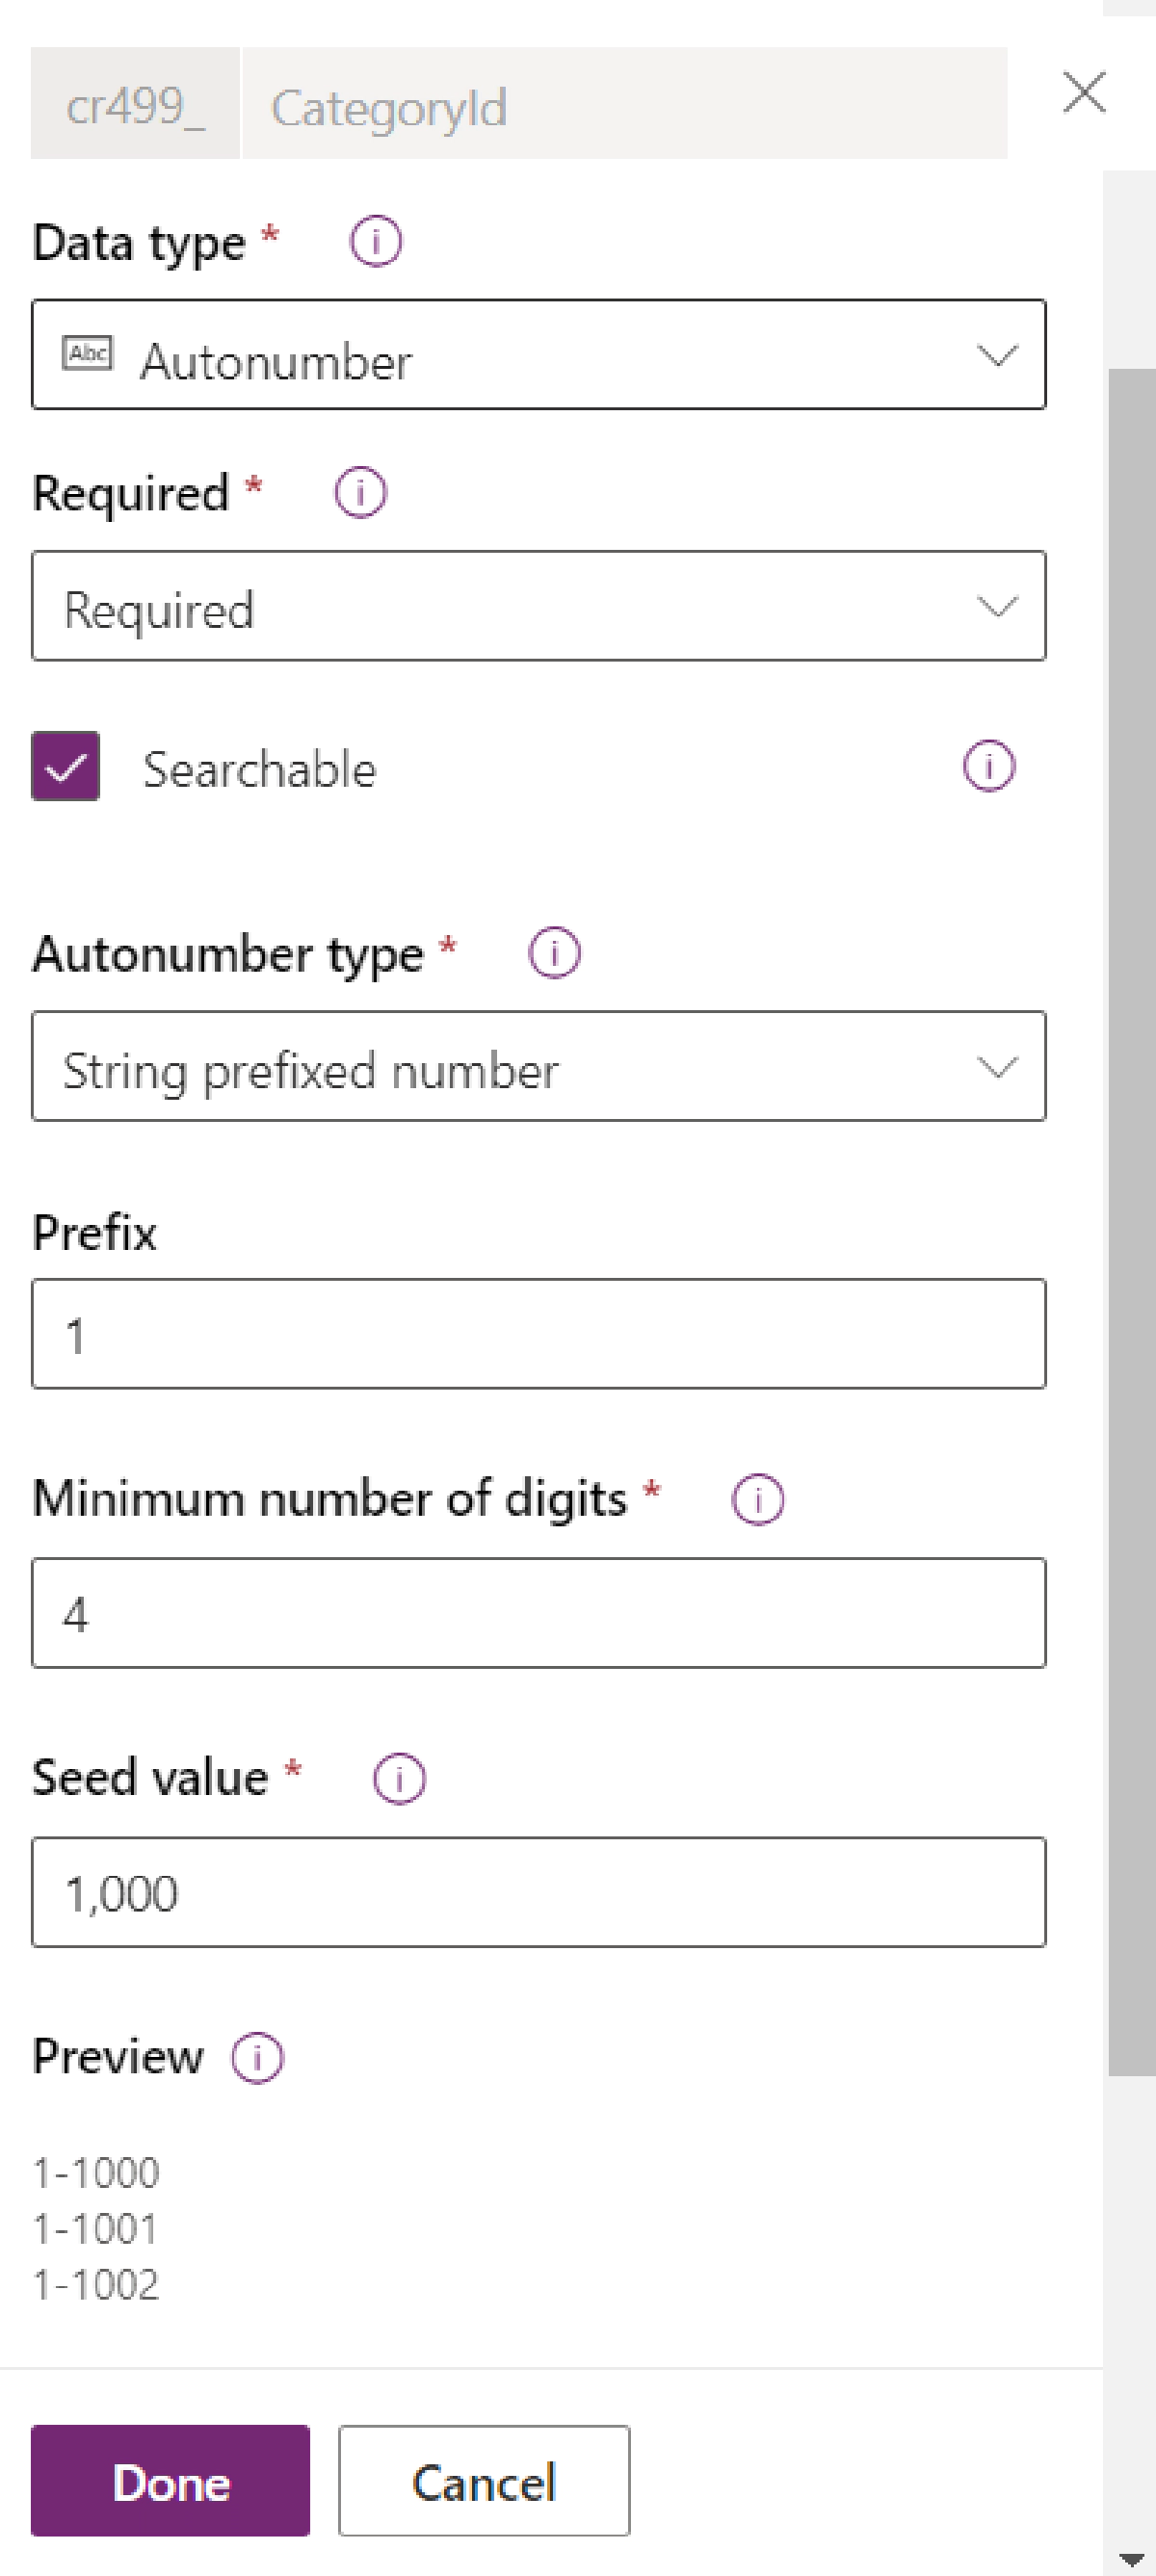 cr499_ CategoryId
Data type *
Abc Autonumber
Required *
Required
Searchable
Autonumber type *
String prefixed number
Prefix
1
Minimum number of digits *
4
Seed value *
1,000
Preview
1-1000
1-1001
1-1002
Done Cancel